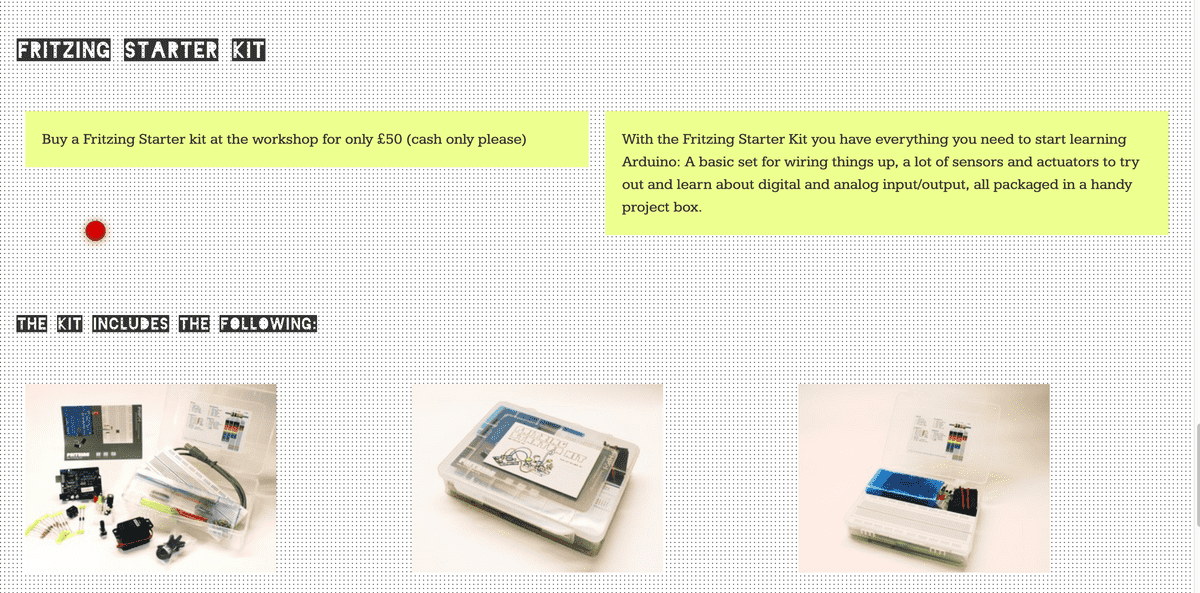 FRITZING STARTER KIT
Buy a Fritzing Starter kit at the workshop for only £50 (cash only please)
With the Fritzing Starter Kit you have everything you need to start learning
Arduino: A basic set for wiring things up, a lot of sensors and actuators to try
out and learn about digital and analog input/output, all packaged in a handy
project box.
THE KIT INCLUDES THE FOLLOWING:
FRITZING